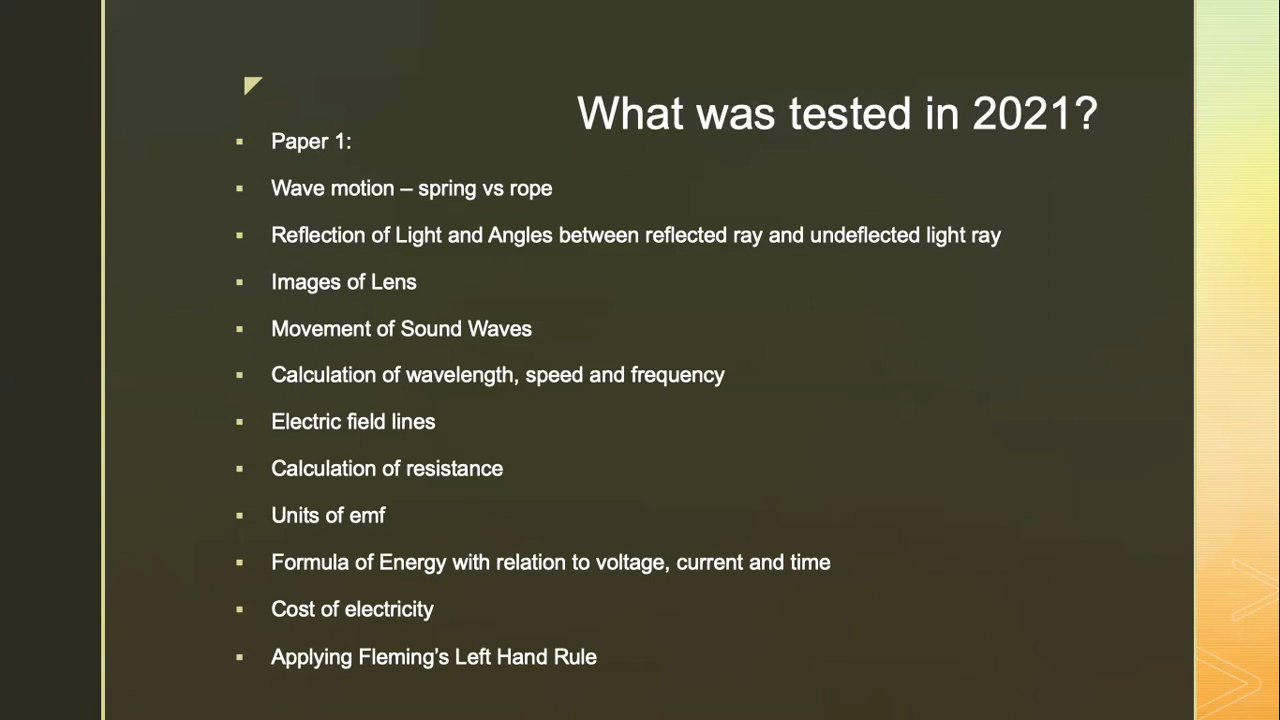 What was tested in 2021?
Paper 1:
Wave motion – spring vs rope
Reflection of Light and Angles between reflected ray and undeflected light ray
Images of Lens
Movement of Sound Waves
Calculation of wavelength, speed and frequency
Electric field lines
Calculation of resistance
Units of emf
Formula of Energy with relation to voltage, current and time
Cost of electricity
Applying Fleming’s Left Hand Rule